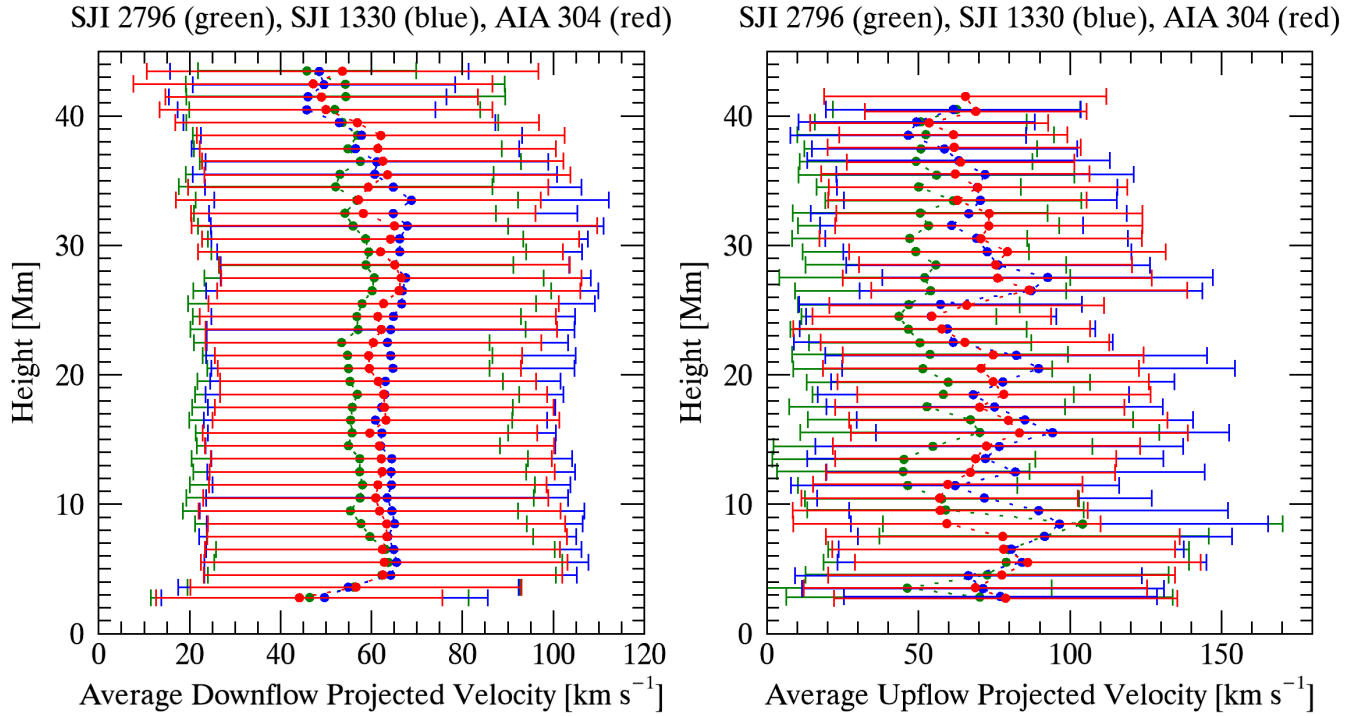 SJI 2796 (green), SJI 1330 (blue), AIA 304 (red)
Height [Mm]
40
30
20
10
0
0 20 40 60 80 100 120
Average Downflow Projected Velocity [km s⁻¹]
SJI 2796 (green), SJI 1330 (blue), AIA 304 (red)
Height [Mm]
40
30
20
10
0
0 50 100 150
Average Upflow Projected Velocity [km s⁻¹]